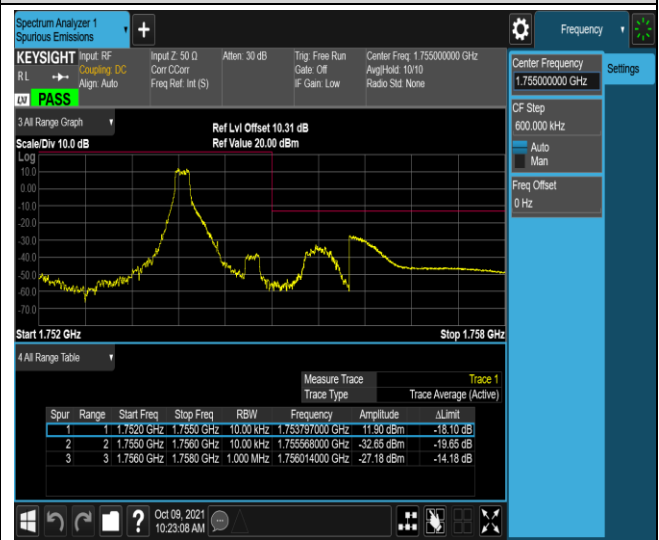 Spectrum Analyzer 1
Spurious Emissions
+
Frequency
KEYSIGHT
Input: RF
Input Z: 50 Ω
Atten: 30 dB
Trig: Free Run
Center Freq: 1.755000000 GHz
RL
Coupling: DC
Corr CCorr
Gate: Off
Avg|Hold: 10/10
Align: Auto
Freq Ref: Int (S)
IF Gain: Low
Radio Std: None
LXI
PASS
Center Frequency
1.755000000 GHz
Settings
CF Step
600.000 kHz
Auto
Man
Freq Offset
0 Hz
3 All Range Graph
Ref Lvl Offset 10.31 dB
Scale/Div 10.0 dB
Ref Value 20.00 dBm
Log
10.0
0.00
-10.0
-20.0
-30.0
-40.0
-50.0
-60.0
-70.0
Start 1.752 GHz
Stop 1.758 GHz
4 All Range Table
Measure Trace Trace 1
Trace Type Trace Average (Active)
Spur Range Start Freq Stop Freq RBW Frequency Amplitude ΔLimit
1 1 1.7520 GHz 1.7550 GHz 10.00 kHz 1.753797000 GHz 11.90 dBm -18.10 dB
2 2 1.7550 GHz 1.7560 GHz 10.00 kHz 1.755568000 GHz -32.65 dBm -19.65 dB
3 3 1.7560 GHz 1.7580 GHz 1.000 MHz 1.756014000 GHz -27.18 dBm -14.18 dB
?
Oct 09, 2021
10:23:08 AM